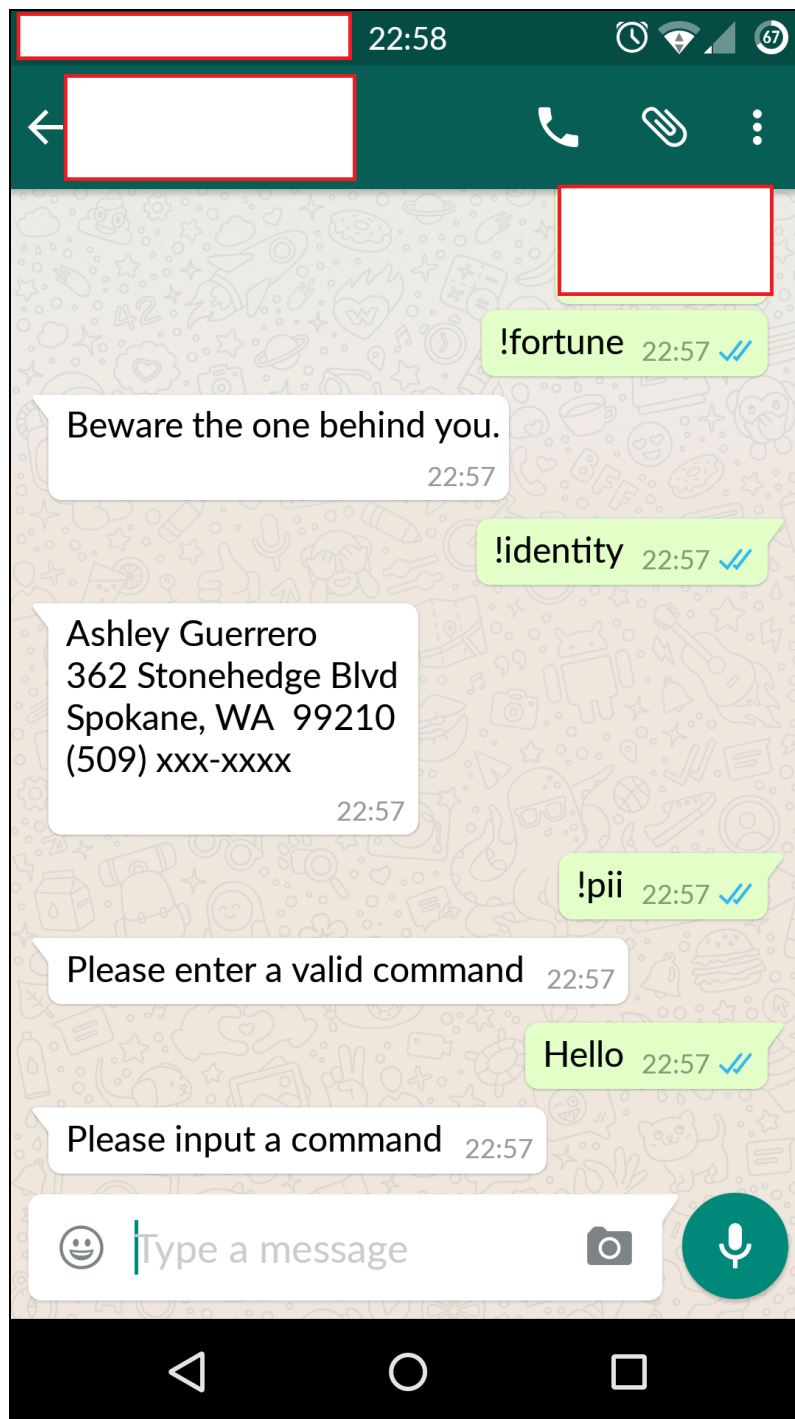 22:58
67
!fortune 22:57
Beware the one behind you.
22:57
!identity 22:57
Ashley Guerrero
362 Stonehedge Blvd
Spokane, WA  99210
(509) xxx-xxxx
22:57
!pii 22:57
Please enter a valid command 22:57
Hello 22:57
Please input a command 22:57
Type a message